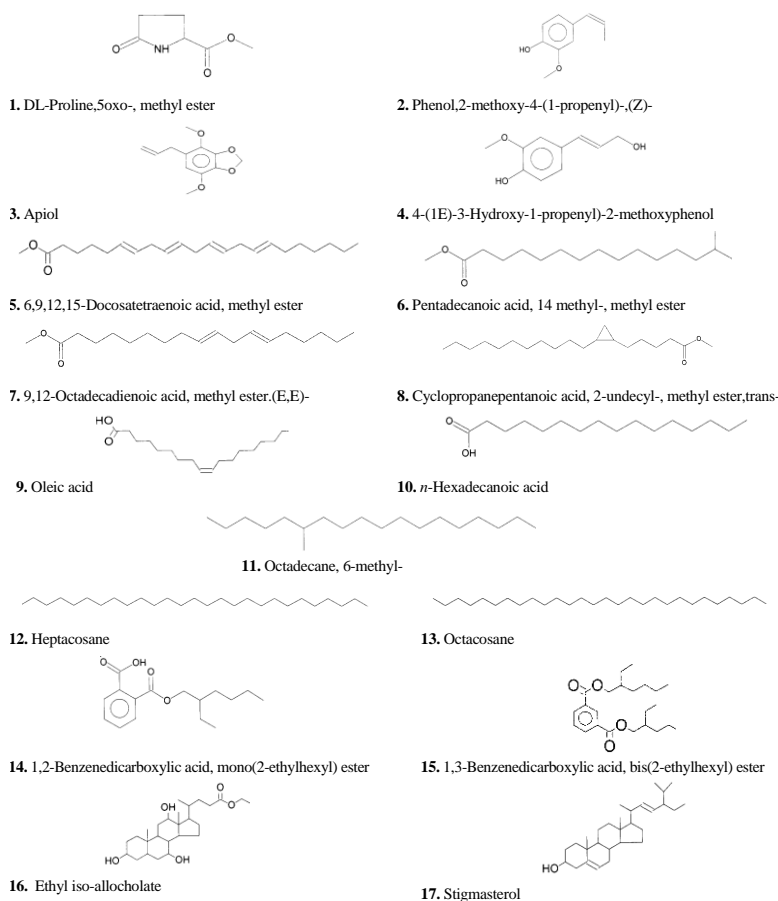 1. DL-Proline,5oxo-, methyl ester
2. Phenol,2-methoxy-4-(1-propenyl)-,(Z)-
3. Apiol
4. 4-(1E)-3-Hydroxy-1-propenyl)-2-methoxyphenol
5. 6,9,12,15-Docosatetraenoic acid, methyl ester
6. Pentadecanoic acid, 14 methyl-, methyl ester
7. 9,12-Octadecadienoic acid, methyl ester.(E,E)-
8. Cyclopropanepentanoic acid, 2-undecyl-, methyl ester,trans-
9. Oleic acid
10. n-Hexadecanoic acid
11. Octadecane, 6-methyl-
12. Heptacosane
13. Octacosane
14. 1,2-Benzenedicarboxylic acid, mono(2-ethylhexyl) ester
15. 1,3-Benzenedicarboxylic acid, bis(2-ethylhexyl) ester
16. Ethyl iso-allocholate
17. Stigmasterol